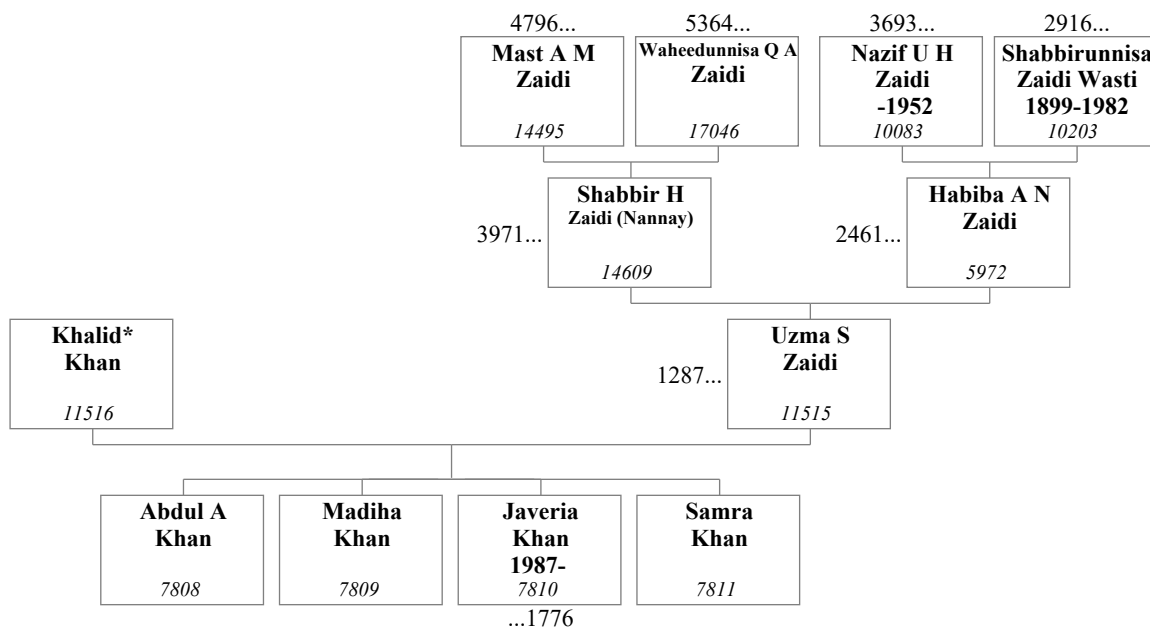 4796...
5364...
3693...
2916...
Mast A M
Zaidi
14495
Waheedunnisa Q A
Zaidi
17046
Nazif U H
Zaidi
-1952
10083
Shabbirunnisa
Zaidi Wasti
1899-1982
10203
3971...
Shabbir H
Zaidi (Nannay)
14609
2461...
Habiba A N
Zaidi
5972
Khalid*
Khan
11516
1287...
Uzma S
Zaidi
11515
Abdul A
Khan
7808
Madiha
Khan
7809
Javeria
Khan
1987-
7810
Samra
Khan
7811
...1776